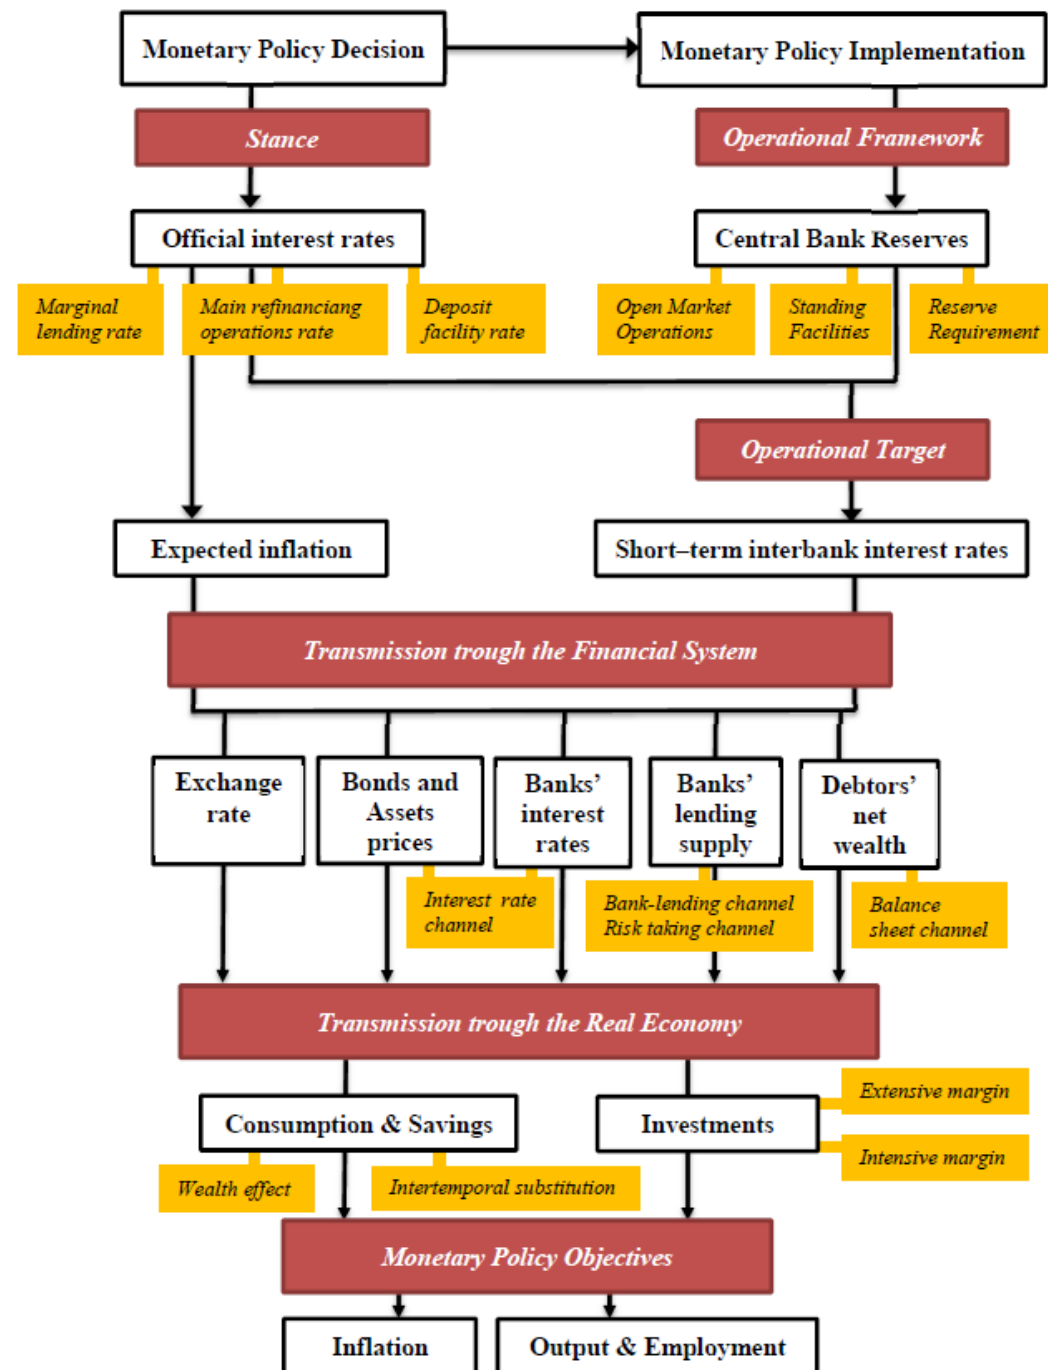 Monetary Policy Decision
Monetary Policy Implementation
Stance
Operational Framework
Official interest rates
Central Bank Reserves
Marginal
lending rate
Main refinanciang
operations rate
Deposit
facility rate
Open Market
Operations
Standing
Facilities
Reserve
Requirement
Operational Target
Expected inflation
Short–term interbank interest rates
Transmission trough the Financial System
Exchange
rate
Bonds and
Assets
prices
Banks’
interest
rates
Banks’
lending
supply
Debtors’
net
wealth
Interest rate
channel
Bank-lending channel
Risk taking channel
Balance
sheet channel
Transmission trough the Real Economy
Consumption & Savings
Investments
Extensive margin
Intensive margin
Wealth effect
Intertemporal substitution
Monetary Policy Objectives
Inflation
Output & Employment